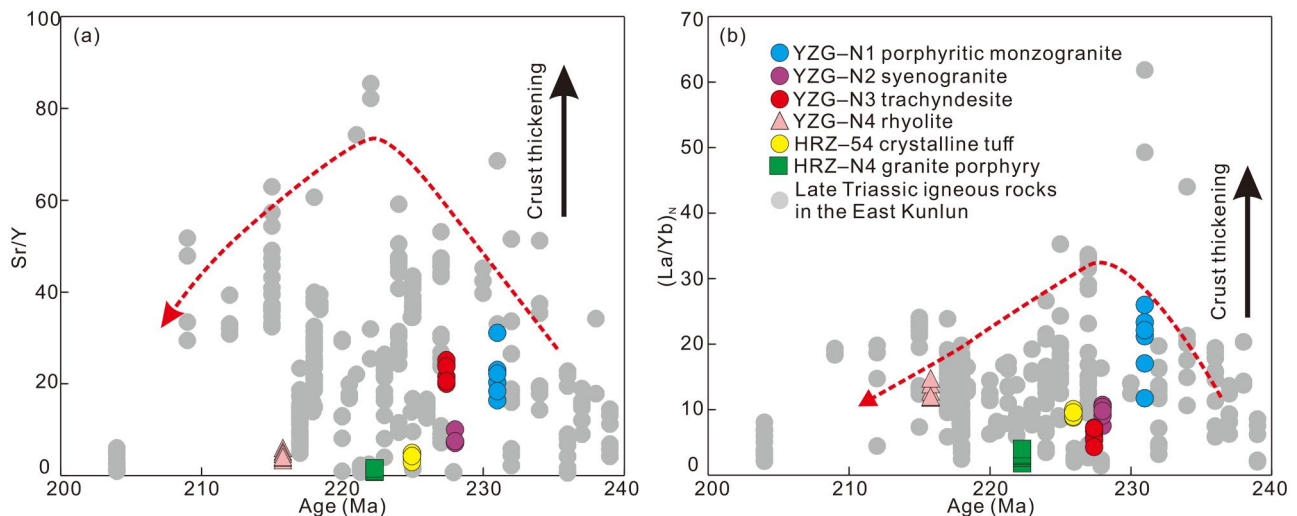 (a)
100
80
60
40
20
0
Sr/Y
Crust thickening
200
210
220
230
240
Age (Ma)
(b)
70
60
50
40
30
20
10
0
(La/Yb)N
YZG–N1 porphyritic monzogranite
YZG–N2 syenogranite
YZG–N3 trachyndesite
YZG–N4 rhyolite
HRZ–54 crystalline tuff
HRZ–N4 granite porphyry
Late Triassic igneous rocks
in the East Kunlun
Crust thickening
200
210
220
230
240
Age (Ma)